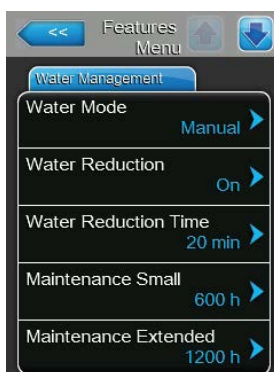 <<
Features
Menu
Water Management
Water Mode
Manual
Water Reduction
On
Water Reduction Time
20 min
Maintenance Small
600 h
Maintenance Extended
1200 h